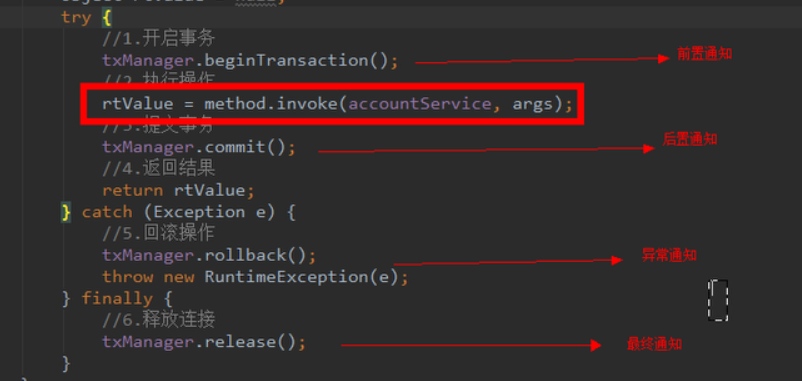 try {
//1.开启事务
txManager.beginTransaction(); 前置通知
//2.执行操作
rtValue = method.invoke(accountService, args);
//3.提交事务
txManager.commit(); 后置通知
//4.返回结果
return rtValue;
} catch (Exception e) {
//5.回滚操作
txManager.rollback(); 异常通知
throw new RuntimeException(e);
} finally {
//6.释放连接
txManager.release(); 最终通知
}